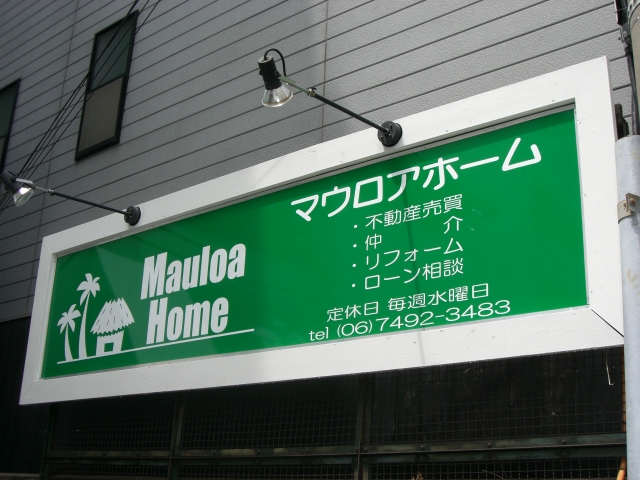 Mauloa
Home
マウロアホーム
・不動産売買
・仲　　介
・リフォーム
・ローン相談
定休日 毎週水曜日
tel (06)7492-3483